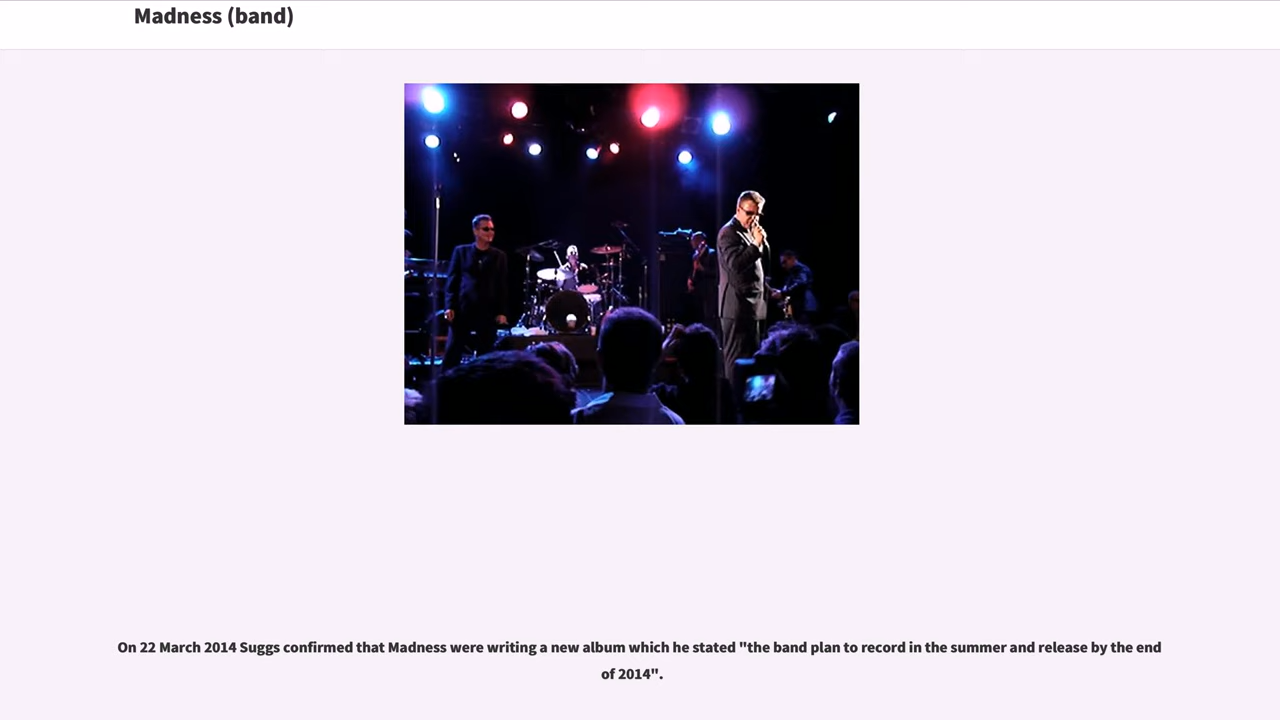 Madness (band)
On 22 March 2014 Suggs confirmed that Madness were writing a new album which he stated "the band plan to record in the summer and release by the end
of 2014".